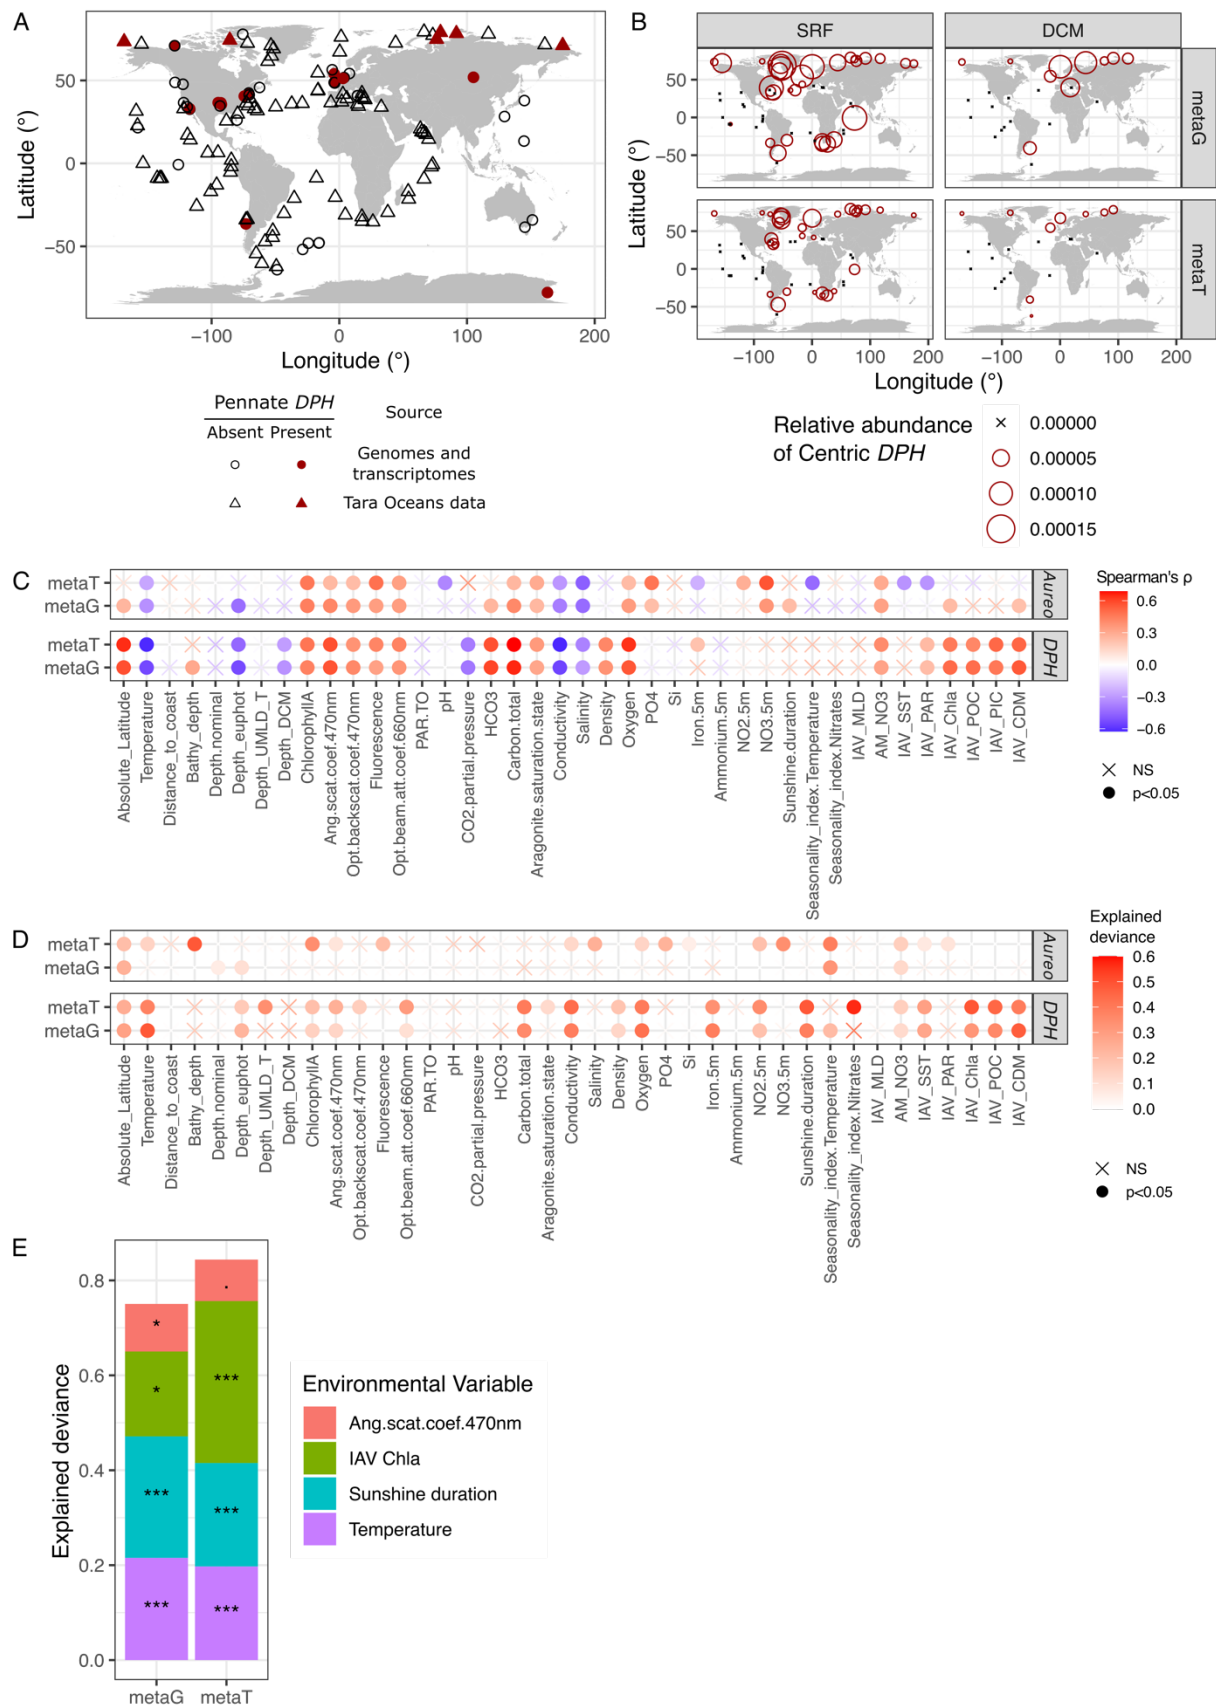 A
Latitude (°)
50
0
−50
−100
0
100
200
Longitude (°)
Pennate DPH
Source
Absent Present
Genomes and
transcriptomes
Tara Oceans data
B
SRF
DCM
Latitude (°)
50
0
−50
metaG
50
0
−50
metaT
−100
0
100
200
−100
0
100
200
Longitude (°)
Relative abundance
of Centric DPH
0.00000
0.00005
0.00010
0.00015
C
metaT
metaG
Aureo
metaT
metaG
DPH
Absolute_Latitude
Temperature
Distance_to_coast
Bathy_depth
Depth.nominal
Depth_euphot
Depth_UMLD_T
Depth_DCM
ChlorophyllA
Ang.scat.coef.470nm
Opt.backscat.coef.470nm
Fluorescence
Opt.beam.att.coef.660nm
PAR.TO
pH
CO2.partial.pressure
HCO3
Carbon.total
Aragonite.saturation.state
Conductivity
Salinity
Density
Oxygen
PO4
Si
Iron.5m
Ammonium.5m
NO2.5m
NO3.5m
Sunshine.duration
Seasonality_index.Temperature
Seasonality_index.Nitrates
IAV_MLD
AM_NO3
IAV_SST
IAV_PAR
IAV_Chla
IAV_POC
IAV_PIC
IAV_CDM
Spearman's ρ
0.6
0.3
0.0
−0.3
−0.6
NS
p<0.05
D
metaT
metaG
Aureo
metaT
metaG
DPH
Absolute_Latitude
Temperature
Distance_to_coast
Bathy_depth
Depth.nominal
Depth_euphot
Depth_UMLD_T
Depth_DCM
ChlorophyllA
Ang.scat.coef.470nm
Opt.backscat.coef.470nm
Fluorescence
Opt.beam.att.coef.660nm
PAR.TO
pH
CO2.partial.pressure
HCO3
Carbon.total
Aragonite.saturation.state
Conductivity
Salinity
Density
Oxygen
PO4
Si
Iron.5m
Ammonium.5m
NO2.5m
NO3.5m
Sunshine.duration
Seasonality_index.Temperature
Seasonality_index.Nitrates
IAV_MLD
AM_NO3
IAV_SST
IAV_PAR
IAV_Chla
IAV_POC
IAV_CDM
Explained
deviance
0.6
0.5
0.4
0.3
0.2
0.1
0.0
NS
p<0.05
E
Explained deviance
0.8
0.6
0.4
0.2
0.0
*
*
***
***
.
***
***
***
metaG
metaT
Environmental Variable
Ang.scat.coef.470nm
IAV Chla
Sunshine duration
Temperature